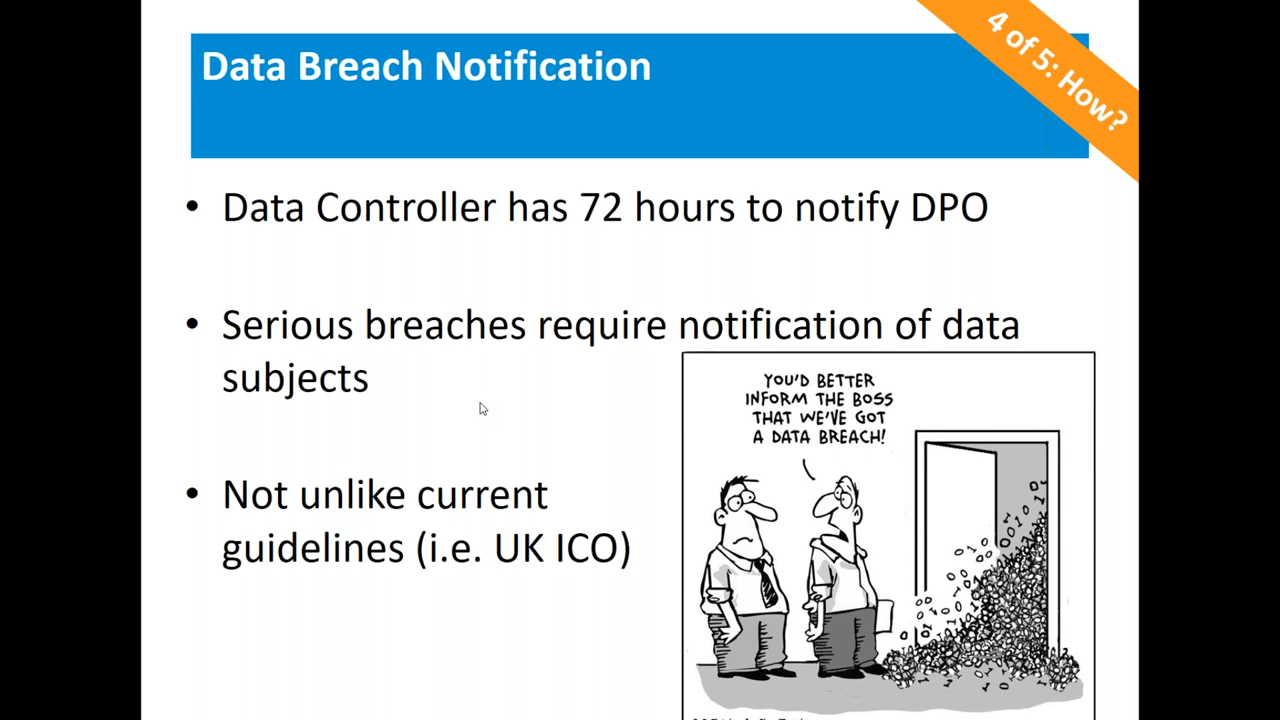 Data Breach Notification
4 of 5: How?
• Data Controller has 72 hours to notify DPO
• Serious breaches require notification of data
subjects
• Not unlike current
guidelines (i.e. UK ICO)
YOU'D BETTER
INFORM THE BOSS
THAT WE'VE GOT
A DATA BREACH!